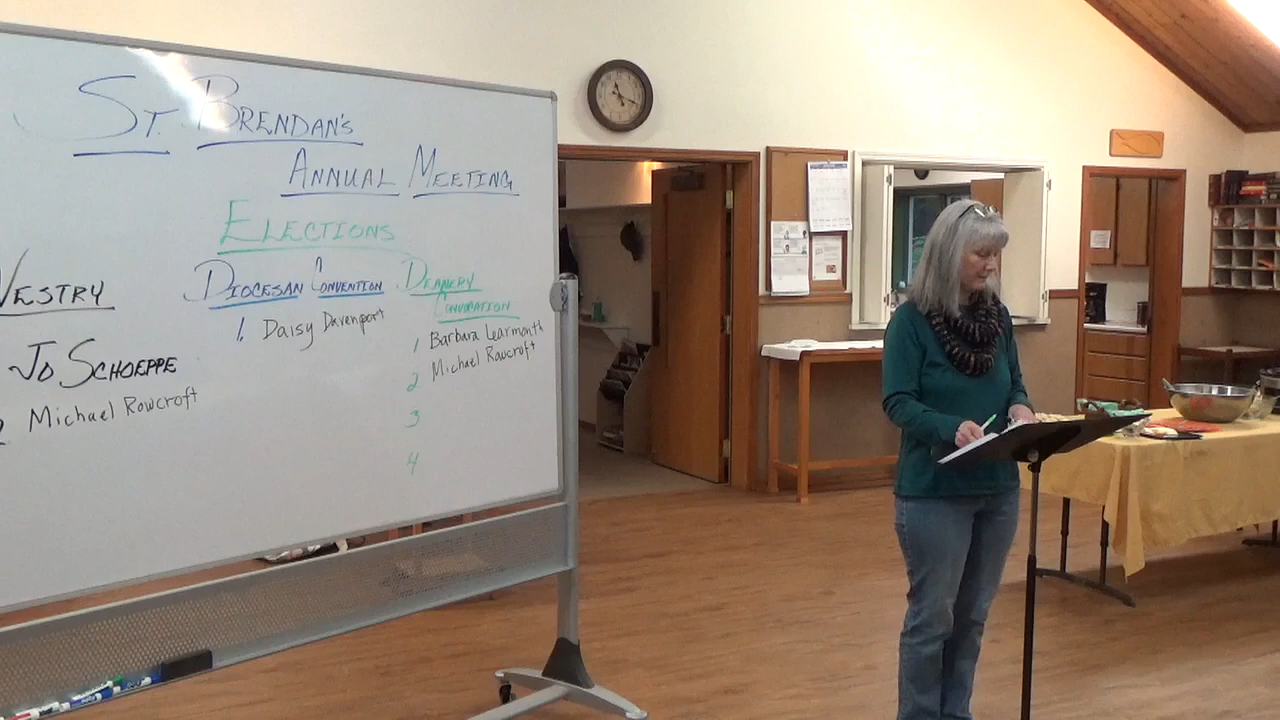 St. Brendan's
Annual Meeting
Elections
Vestry
Jo Schoeppe
2 Michael Rowcroft
Diocesan Convention
1. Daisy Davenport
Deanery
Convocation
1 Barbara Learmonth
2 Michael Rowcroft
3
4